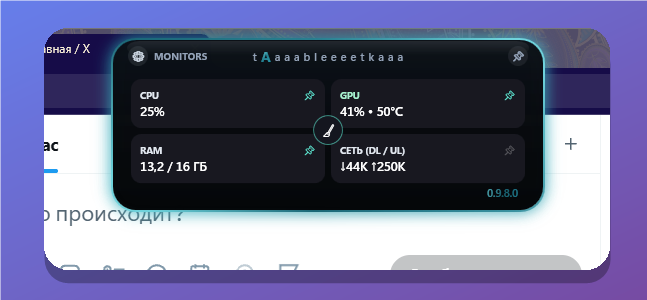 авная / X
MONITORS
tAaaableeeetkaaa
CPU
25%
GPU
41% • 50°C
RAM
13,2 / 16 ГБ
СЕТЬ (DL / UL)
↓44K ↑250K
0.9.8.0
ас
о происходит?